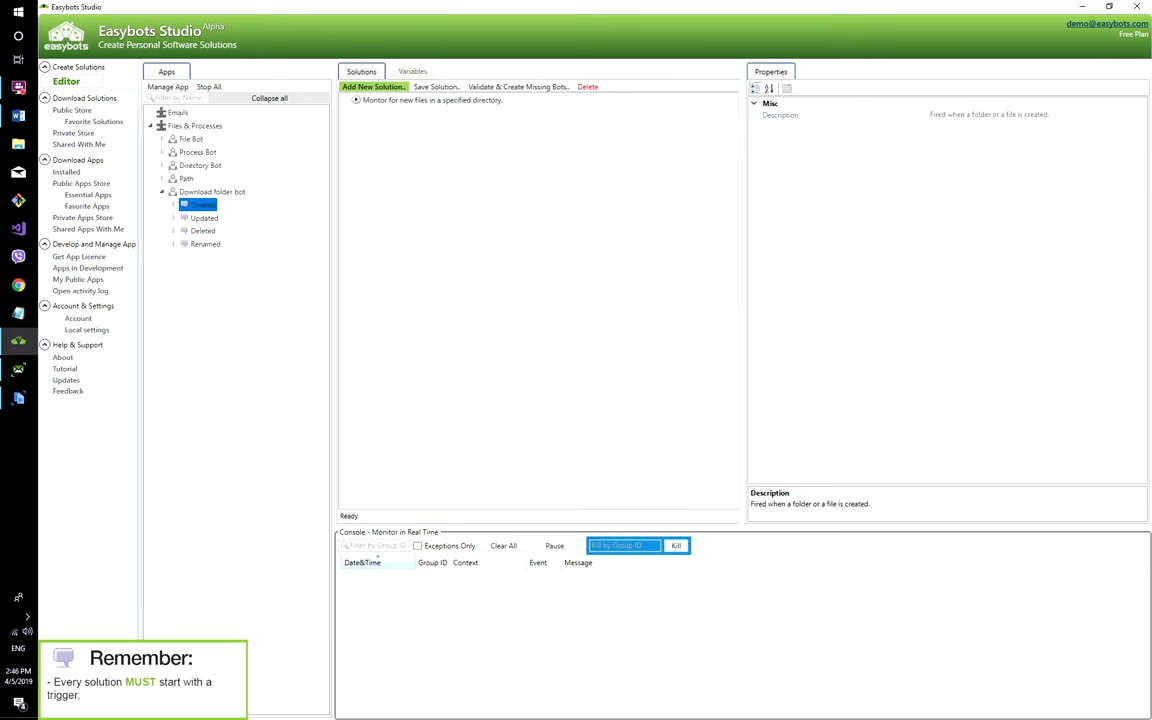 Easybots Studio
easybots
Easybots Studio Alpha
Create Personal Software Solutions
demo@easybots.com
Free Plan
Create Solutions
Editor
Download Solutions
Public Store
Favorite Solutions
Private Store
Shared With Me
Download Apps
Installed
Public Apps Store
Essential Apps
Favorite Apps
Private Apps Store
Shared Apps With Me
Develop and Manage App
Get App Licence
Apps in Development
My Public Apps
Open activity log
Account & Settings
Account
Local settings
Help & Support
About
Tutorial
Updates
Feedback
Apps
Manage App Stop All
Filter by Name Collapse all
Emails
Files & Processes
File Bot
Process Bot
Directory Bot
Path
Download folder bot
Created
Updated
Deleted
Renamed
Solutions Variables
Add New Solution.. Save Solution.. Validate & Create Missing Bots.. Delete
Montor for new files in a specified directory.
Ready
Properties
Misc
Description Fired when a folder or a file is created.
Description
Fired when a folder or a file is created.
Console - Monitor in Real Time
Filter by Group ID Exceptions Only Clear All Pause Kill by Group ID Kill
Date&Time Group ID Context Event Message
ENG
2:46 PM
4/5/2019
4
Remember:
- Every solution MUST start with a
trigger.